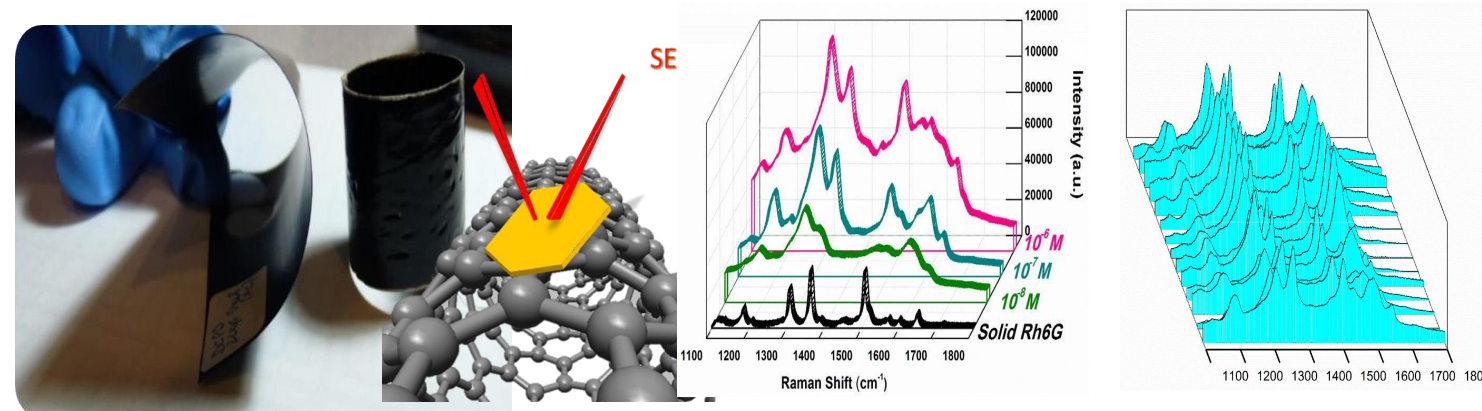 SE
120000
100000
80000
60000
40000
20000
0
Intensity (a.u.)
10⁻⁶ M
10⁻⁷ M
10⁻⁸ M
Solid Rh6G
1100 1200 1300 1400 1500 1600 1700 1800
Raman Shift (cm⁻¹)
1100 1200 1300 1400 1500 1600 1700 180